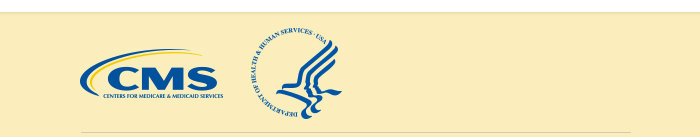 CMS
CENTERS FOR MEDICARE & MEDICAID SERVICES
DEPARTMENT OF HEALTH & HUMAN SERVICES · USA